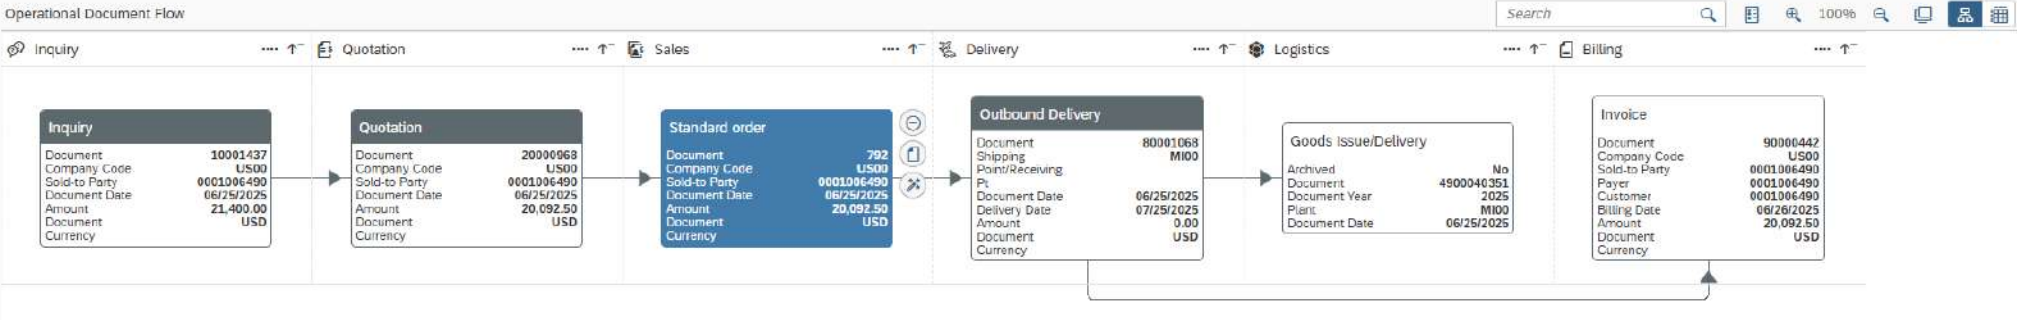 Operational Document Flow
Search
100%
Inquiry
Quotation
Sales
Delivery
Logistics
Billing
Inquiry
Document 10001437
Company Code US00
Sold-to Party 0001006490
Document Date 06/25/2025
Amount 21,400.00
Document USD
Currency
Quotation
Document 20000968
Company Code US00
Sold-to Party 0001006490
Document Date 06/25/2025
Amount 20,092.50
Document USD
Currency
Standard order
Document 792
Company Code US00
Sold-to Party 0001006490
Document Date 06/25/2025
Amount 20,092.50
Document USD
Currency
Outbound Delivery
Document 80001068
Shipping MI00
Point/Receiving
Pt
Document Date 06/25/2025
Delivery Date 07/25/2025
Amount 0.00
Document USD
Currency
Goods Issue/Delivery
Archived No
Document 4900040351
Document Year 2025
Plant MI00
Document Date 06/25/2025
Invoice
Document 90000442
Company Code US00
Sold-to Party 0001006490
Payer 0001006490
Customer 0001006490
Billing Date 06/26/2025
Amount 20,092.50
Document USD
Currency